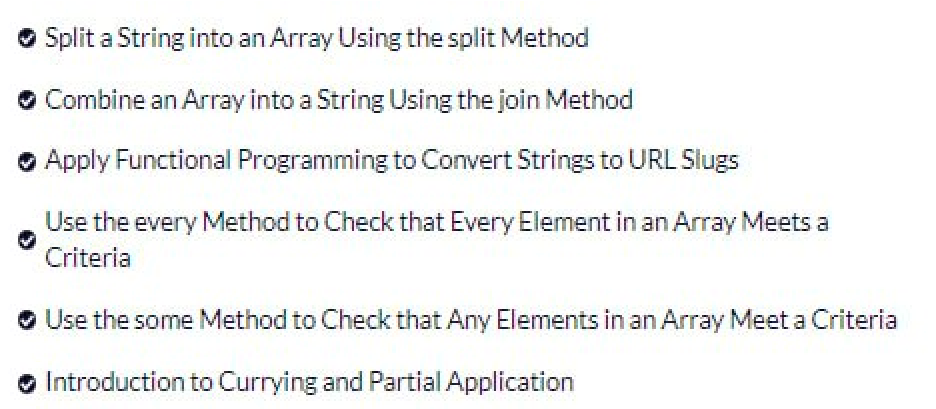 Split a String into an Array Using the split Method
Combine an Array into a String Using the join Method
Apply Functional Programming to Convert Strings to URL Slugs
Use the every Method to Check that Every Element in an Array Meets a
Criteria
Use the some Method to Check that Any Elements in an Array Meet a Criteria
Introduction to Currying and Partial Application